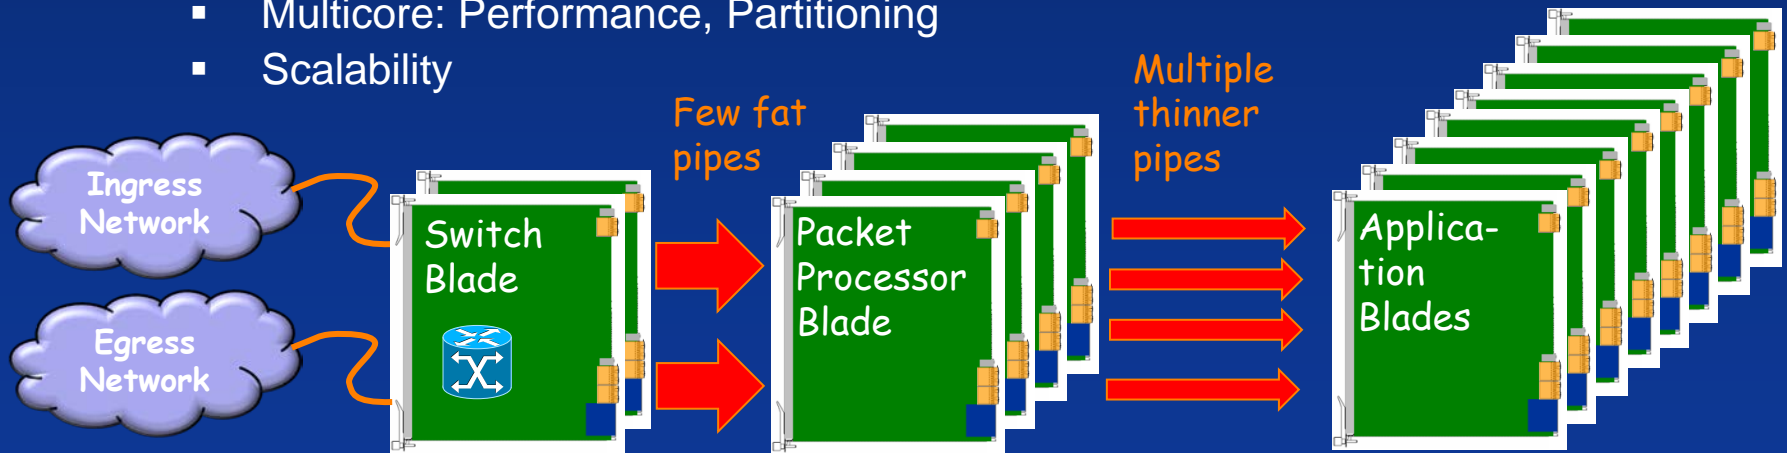 Multicore: Performance, Partitioning
Scalability
Few fat
pipes
Multiple
thinner
pipes
Ingress
Network
Egress
Network
Switch
Blade
Packet
Processor
Blade
Applica-
tion
Blades